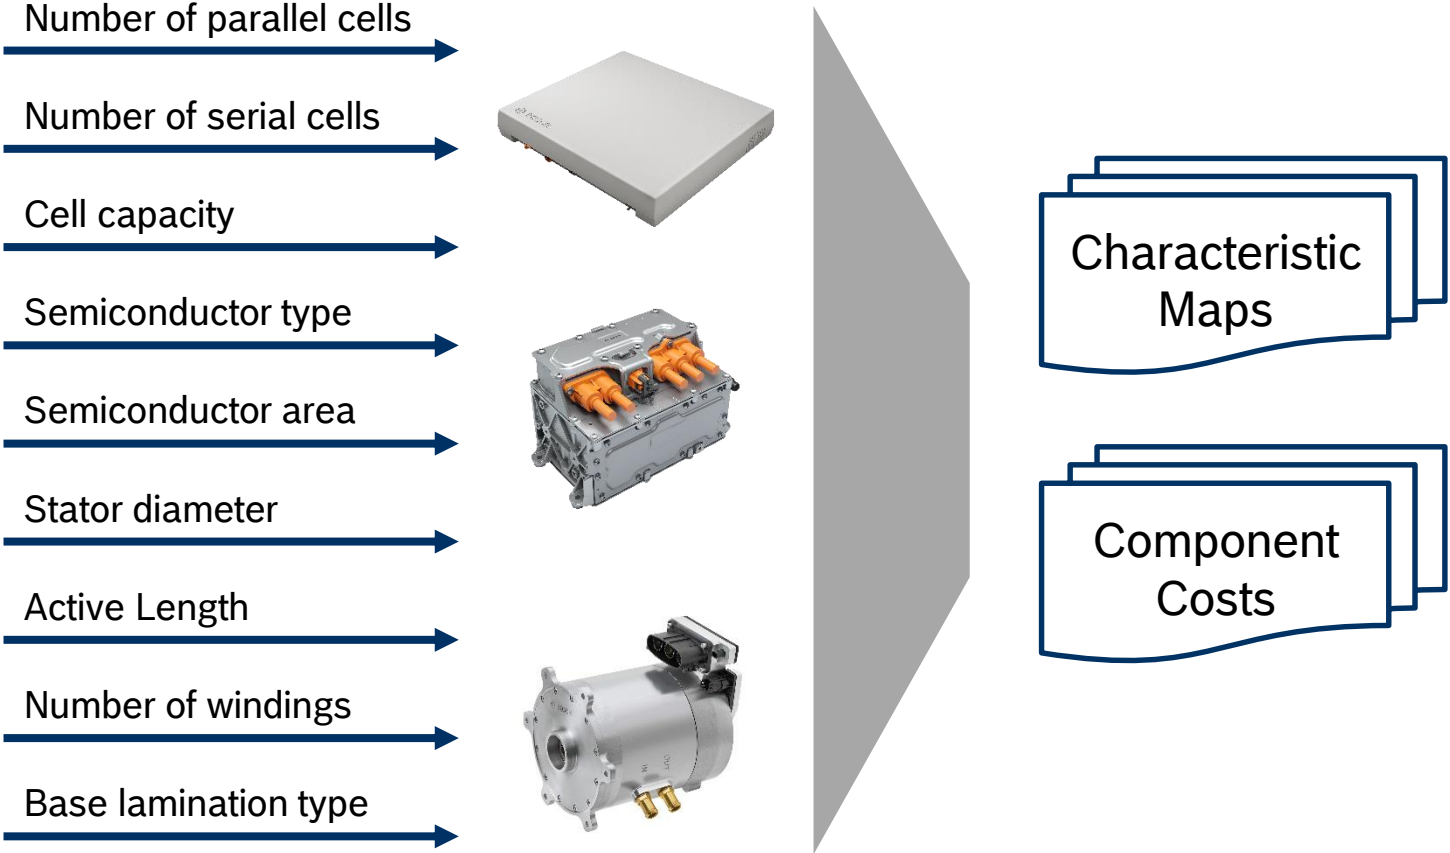 Number of parallel cells
Number of serial cells
Cell capacity
Semiconductor type
Semiconductor area
Stator diameter
Active Length
Number of windings
Base lamination type
Characteristic
Maps
Component
Costs